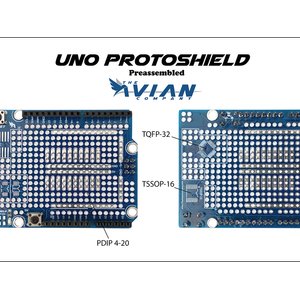 UNO PROTOSHIELD
Preassembled
THE
AVIAN
COMPANY
TQFP-32
TSSOP-16
PDIP 4-20